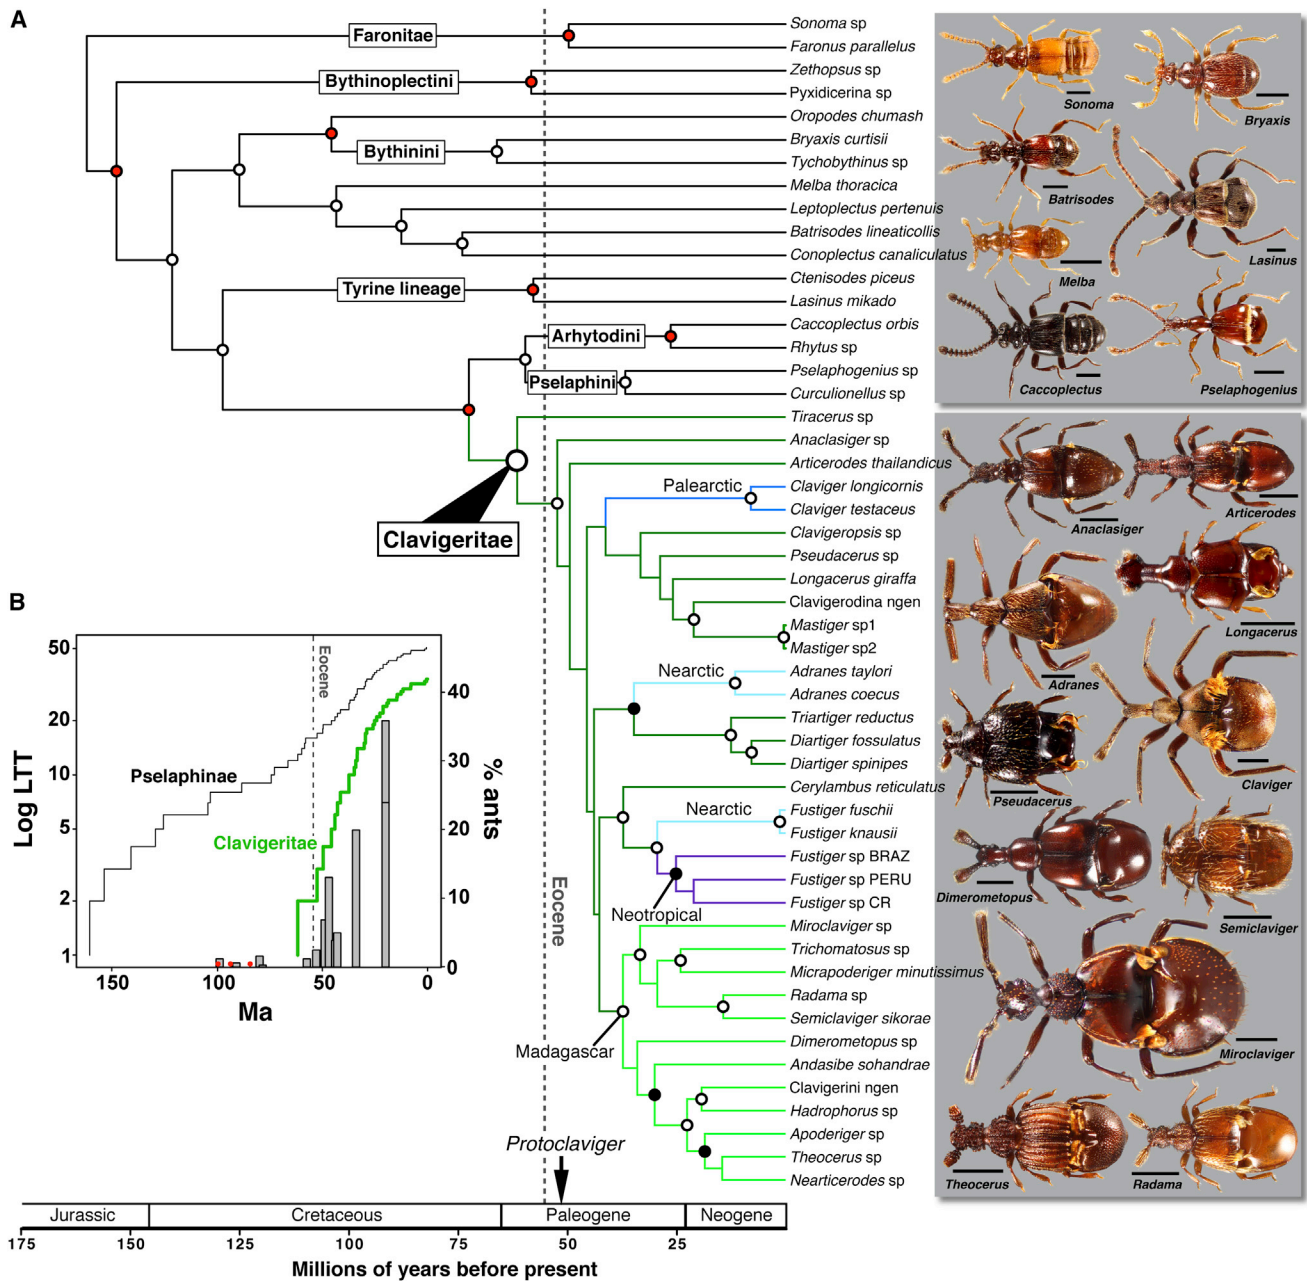 A
Faronitae
Bythinoplectini
Bythinini
Tyrine lineage
Arhytodini
Pselaphini
Clavigeritae
Sonoma sp
Faronus parallelus
Zethopsus sp
Pyxidicerina sp
Oropodes chumash
Bryaxis curtisii
Tychobythinus sp
Melba thoracica
Leptoplectus pertenuis
Batrisodes lineaticollis
Conoplectus canaliculatus
Ctenisodes piceus
Lasinus mikado
Caccoplectus orbis
Rhytus sp
Pselaphogenius sp
Curculionellus sp
Tiracerus sp
Anaclasiger sp
Articerodes thailandicus
Palearctic
Claviger longicornis
Claviger testaceus
Clavigeropsis sp
Pseudacerus sp
Longacerus giraffa
Clavigerodina ngen
Mastiger sp1
Mastiger sp2
Nearctic
Adranes taylori
Adranes coecus
Triartiger reductus
Diartiger fossulatus
Diartiger spinipes
Cerylambus reticulatus
Nearctic
Fustiger fuschii
Fustiger knausii
Fustiger sp BRAZ
Fustiger sp PERU
Fustiger sp CR
Neotropical
Miroclaviger sp
Trichomatosus sp
Micrapoderiger minutissimus
Radama sp
Semiclaviger sikorae
Madagascar
Dimerometopus sp
Andasibe sohandrae
Clavigerini ngen
Hadrophorus sp
Apoderiger sp
Theocerus sp
Nearticerodes sp
Eocene
Protoclaviger
Jurassic
Cretaceous
Paleogene
Neogene
175
150
125
100
75
50
25
Millions of years before present
B
Log LTT
50
20
10
5
2
1
Eocene
Pselaphinae
Clavigeritae
40
30
20
10
0
% ants
150
100
50
0
Ma
Sonoma
Bryaxis
Batrisodes
Lasinus
Melba
Caccoplectus
Pselaphogenius
Anaclasiger
Articerodes
Longacerus
Adranes
Claviger
Pseudacerus
Dimerometopus
Semiclaviger
Miroclaviger
Theocerus
Radama